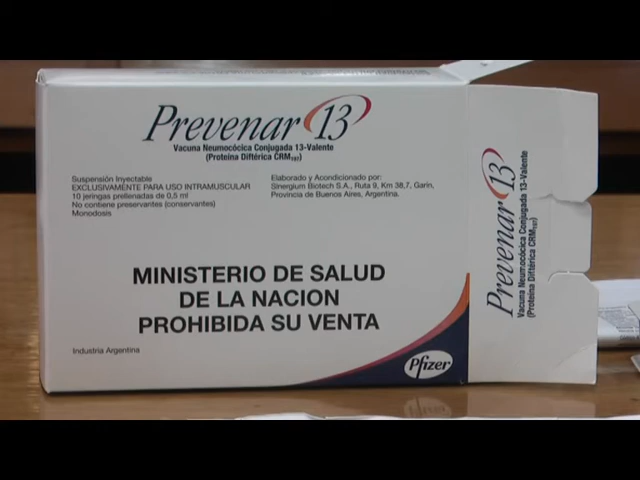 Prevenar 13
Vacuna Neumocócica Conjugada 13-Valente
(Proteína Diftérica CRM197)
Suspensión Inyectable
EXCLUSIVAMENTE PARA USO INTRAMUSCULAR
10 jeringas prellenadas de 0,5 ml
No contiene preservantes (conservantes)
Monodosis
Elaborado y Acondicionado por:
Sinergium Biotech S.A., Ruta 9, Km 38,7, Garín,
Provincia de Buenos Aires, Argentina.
MINISTERIO DE SALUD
DE LA NACION
PROHIBIDA SU VENTA
Industria Argentina
Pfizer
Prevenar 13
Vacuna Neumocócica Conjugada 13-Valente
(Proteína Diftérica CRM197)